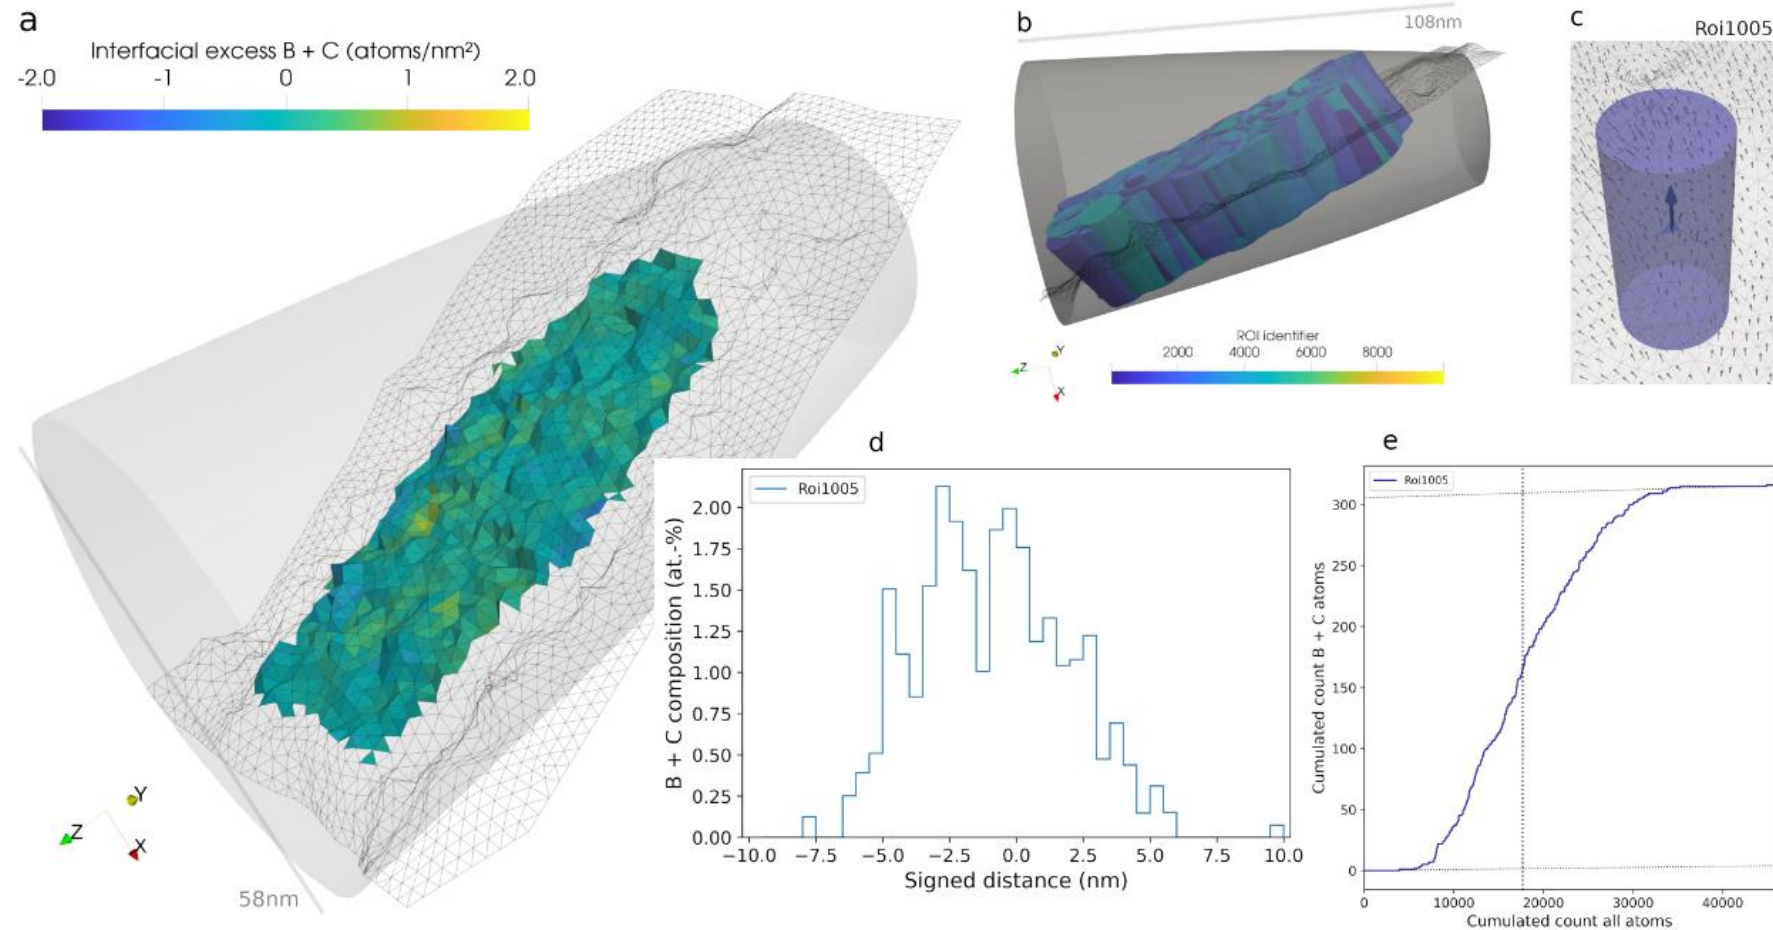 a
Interfacial excess B + C (atoms/nm²)
-2.0 -1 0 1 2.0
58nm
Y
Z
X
b
108nm
ROI identifier
2000 4000 6000 8000
Y
Z
X
c
Roi1005
d
Roi1005
B + C composition (at.-%)
2.00
1.75
1.50
1.25
1.00
0.75
0.50
0.25
0.00
−10.0 −7.5 −5.0 −2.5 0.0 2.5 5.0 7.5 10.0
Signed distance (nm)
e
Roi1005
Cumulated count B + C atoms
300
250
200
150
100
50
0
0 10000 20000 30000 40000
Cumulated count all atoms